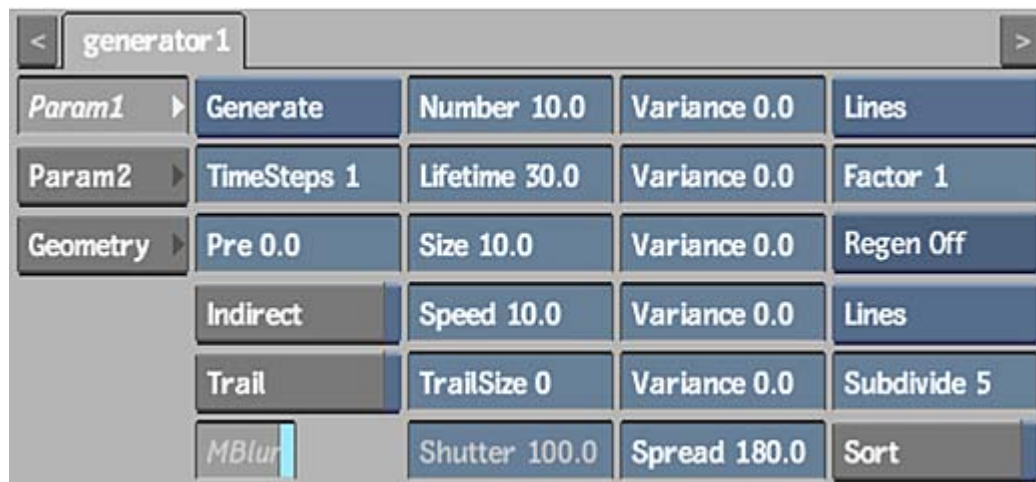 < generator1 >
Param1 Generate Number 10.0 Variance 0.0 Lines
Param2 TimeSteps 1 Lifetime 30.0 Variance 0.0 Factor 1
Geometry Pre 0.0 Size 10.0 Variance 0.0 Regen Off
Indirect Speed 10.0 Variance 0.0 Lines
Trail TrailSize 0 Variance 0.0 Subdivide 5
MBlur Shutter 100.0 Spread 180.0 Sort